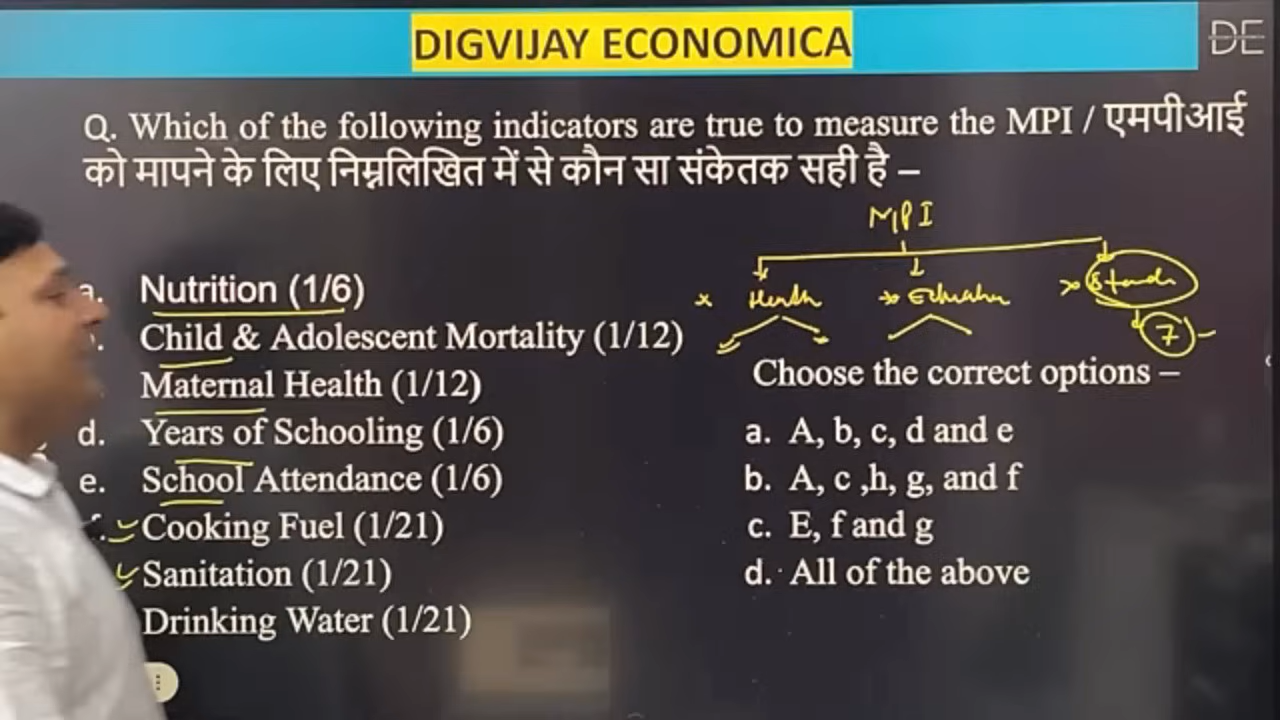 DIGVIJAY ECONOMICA
DE
Q. Which of the following indicators are true to measure the MPI / एमपीआई
को मापने के लिए निम्नलिखित में से कौन सा संकेतक सही है –
MPI
Health Education
7
a. Nutrition (1/6)
Child & Adolescent Mortality (1/12)
Maternal Health (1/12)
d. Years of Schooling (1/6)
e. School Attendance (1/6)
Cooking Fuel (1/21)
Sanitation (1/21)
Drinking Water (1/21)
Choose the correct options –
a. A, b, c, d and e
b. A, c ,h, g, and f
c. E, f and g
d. All of the above